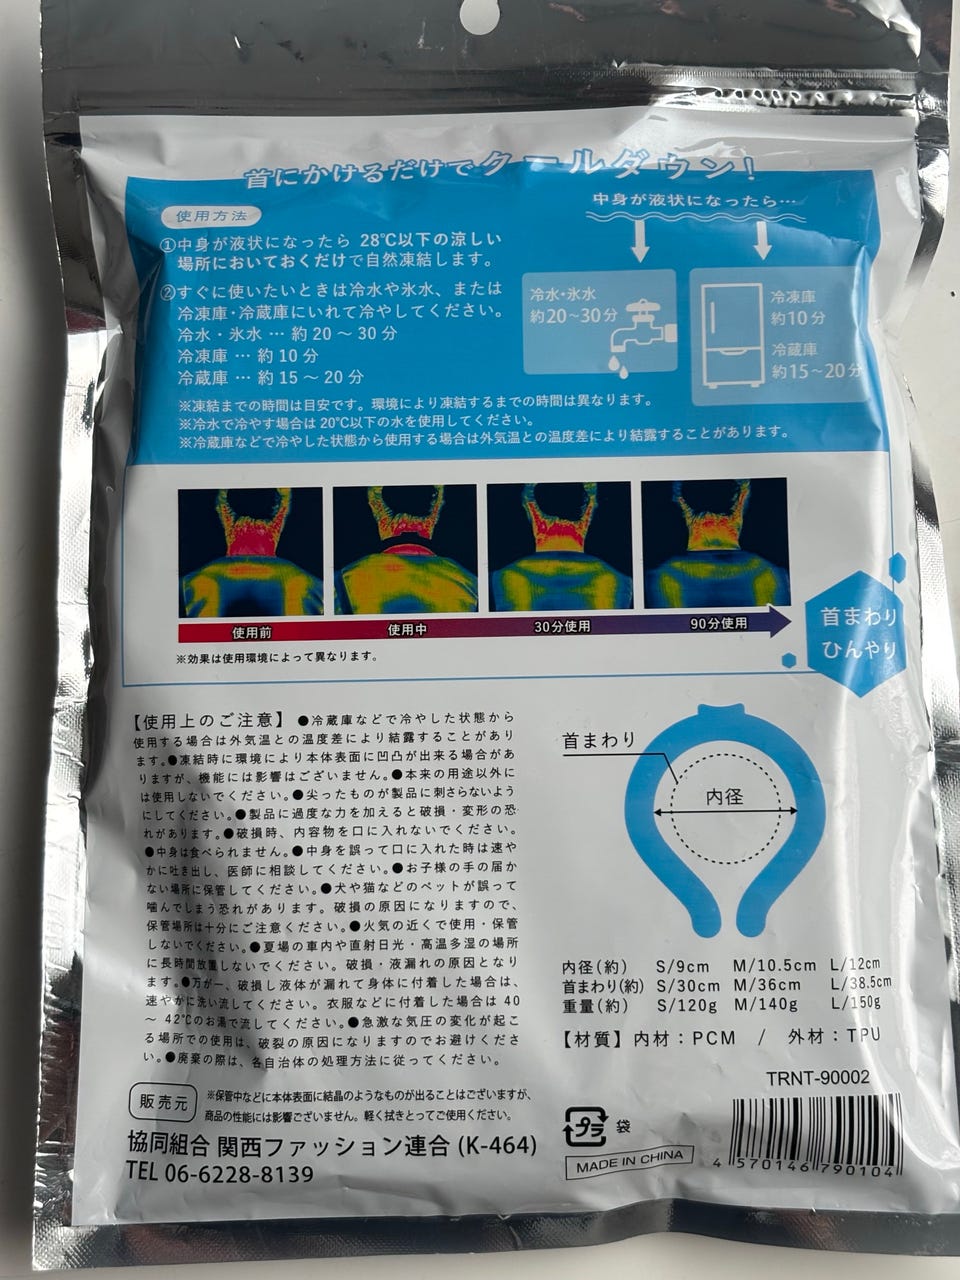 首にかけるだけでクールダウン！
使用方法
①中身が液状になったら 28℃以下の涼しい
場所においておくだけで自然凍結します。
②すぐに使いたいときは冷水や氷水、または
冷凍庫・冷蔵庫にいれて冷やしてください。
冷水・氷水 … 約 20 ～ 30 分
冷凍庫 … 約 10 分
冷蔵庫 … 約 15 ～ 20 分
※凍結までの時間は目安です。環境により凍結するまでの時間は異なります。
※冷水で冷やす場合は 20℃以下の水を使用してください。
※冷蔵庫などで冷やした状態から使用する場合は外気温との温度差により結露することがあります。
中身が液状になったら…
冷水・氷水
約20～30分
冷凍庫
約10分
冷蔵庫
約15～20分
使用前
使用中
30分使用
90分使用
※効果は使用環境によって異なります。
首まわり
ひんやり
【使用上のご注意】●冷蔵庫などで冷やした状態から
使用する場合は外気温との温度差により結露することがあり
ます。●凍結時に環境により本体表面に凹凸が出来る場合があ
りますが、機能には影響はございません。●本来の用途以外に
は使用しないでください。●尖ったものが製品に刺さらないよう
にしてください。●製品に過度な力を加えると破損・変形の恐
れがあります。●破損時、内容物を口に入れないでください。
●中身は食べられません。●中身を誤って口に入れた時は速や
かに吐き出し、医師に相談してください。●お子様の手の届か
ない場所に保管してください。●犬や猫などのペットが誤って
噛んでしまう恐れがあります。破損の原因になりますので、
保管場所は十分にご注意ください。●火気の近くで使用・保管
しないでください。●夏場の車内や直射日光・高温多湿の場所
に長時間放置しないでください。破損・液漏れの原因となり
ます。●万が一、破損し液体が漏れて身体に付着した場合は、
速やかに洗い流してください。衣服などに付着した場合は 40
～ 42℃のお湯で流してください。●急激な気圧の変化が起こ
る場所での使用は、破裂の原因になりますのでお避けくださ
い。●廃棄の際は、各自治体の処理方法に従ってください。
首まわり
内径
内径(約) S/9cm M/10.5cm L/12cm
首まわり(約) S/30cm M/36cm L/38.5cm
重量(約) S/120g M/140g L/150g
【材質】内材：PCM / 外材：TPU
TRNT-90002
販売元
※保管中などに本体表面に結晶のようなものが出ることはございますが、
商品の性能には影響ございません。軽く拭きとってご使用ください。
協同組合 関西ファッション連合 (K-464)
TEL 06-6228-8139
プラ
袋
MADE IN CHINA
4 570146 790104